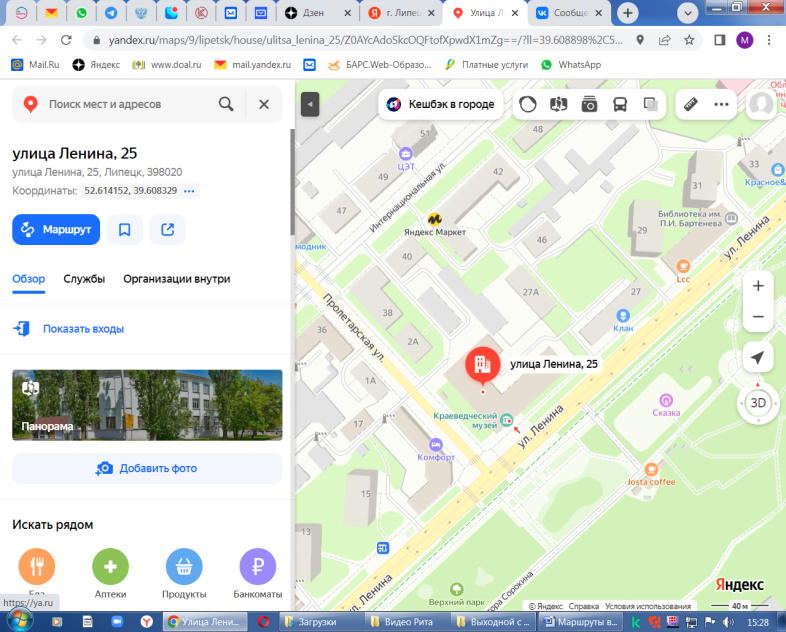 Дзен
г. Липец
Улица Л
Сообще
yandex.ru/maps/9/lipetsk/house/ulitsa_lenina_25/Z0AYcAdoSkcOQFtofXpwdX1mZg==/?ll=39.608898%2C5...
M
Mail.Ru
Яндекс
www.doal.ru
mail.yandex.ru
БАРС.Web-Образо...
Платные услуги
WhatsApp
Поиск мест и адресов
улица Ленина, 25
улица Ленина, 25, Липецк, 398020
Координаты: 52.614152, 39.608329 •••
Маршрут
Обзор
Службы
Организации внутри
Показать входы
Панорама
Добавить фото
Искать рядом
Еда
Аптеки
Продукты
Банкоматы
https://ya.ru
Кешбэк в городе
51
48
ЦЭТ
49
42
33
Красное&
31
Интернациональная ул.
47
Библиотека им.
П.И. Бартенева
29
Яндекс Маркет
ул. Ленина
модник
46
40
Lcc
27А
27
38
Клан
Пролетарская ул.
36
2А
улица Ленина, 25
1А
3D
Сказка
Краеведческий
музей
17
ул. Ленина
Комфорт
Josta coffee
15
13
ул. Ленина
Верхний парк
ора Сорокина
Яндекс
© Яндекс Справка Условия использования
40 м
Улица Лени...
Загрузки
Видео Рита
Выходной с ...
Маршруты в...
15:28